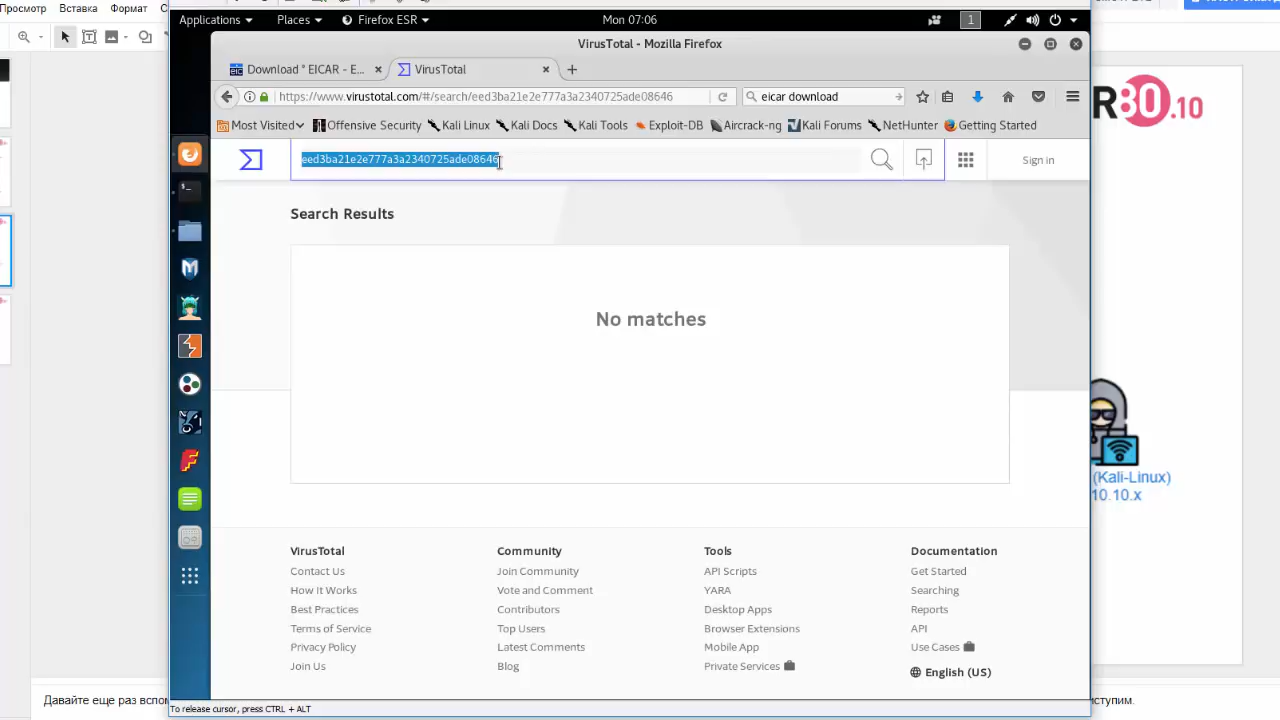 Просмотр Вставка Формат
Applications Places Firefox ESR Mon 07:06 1
VirusTotal - Mozilla Firefox
Download ° EICAR - E... VirusTotal
https://www.virustotal.com/#/search/eed3ba21e2e777a3a2340725ade08646 eicar download
Most Visited Offensive Security Kali Linux Kali Docs Kali Tools Exploit-DB Aircrack-ng Kali Forums NetHunter Getting Started
eed3ba21e2e777a3a2340725ade08646 Sign in
R80.10
Search Results
No matches
(Kali-Linux)
10.10.x
VirusTotal Community Tools Documentation
Contact Us Join Community API Scripts Get Started
How It Works Vote and Comment YARA Searching
Best Practices Contributors Desktop Apps Reports
Terms of Service Top Users Browser Extensions API
Privacy Policy Latest Comments Mobile App Use Cases
Join Us Blog Private Services English (US)
Давайте еще раз вспом иступим.
To release cursor, press CTRL + ALT